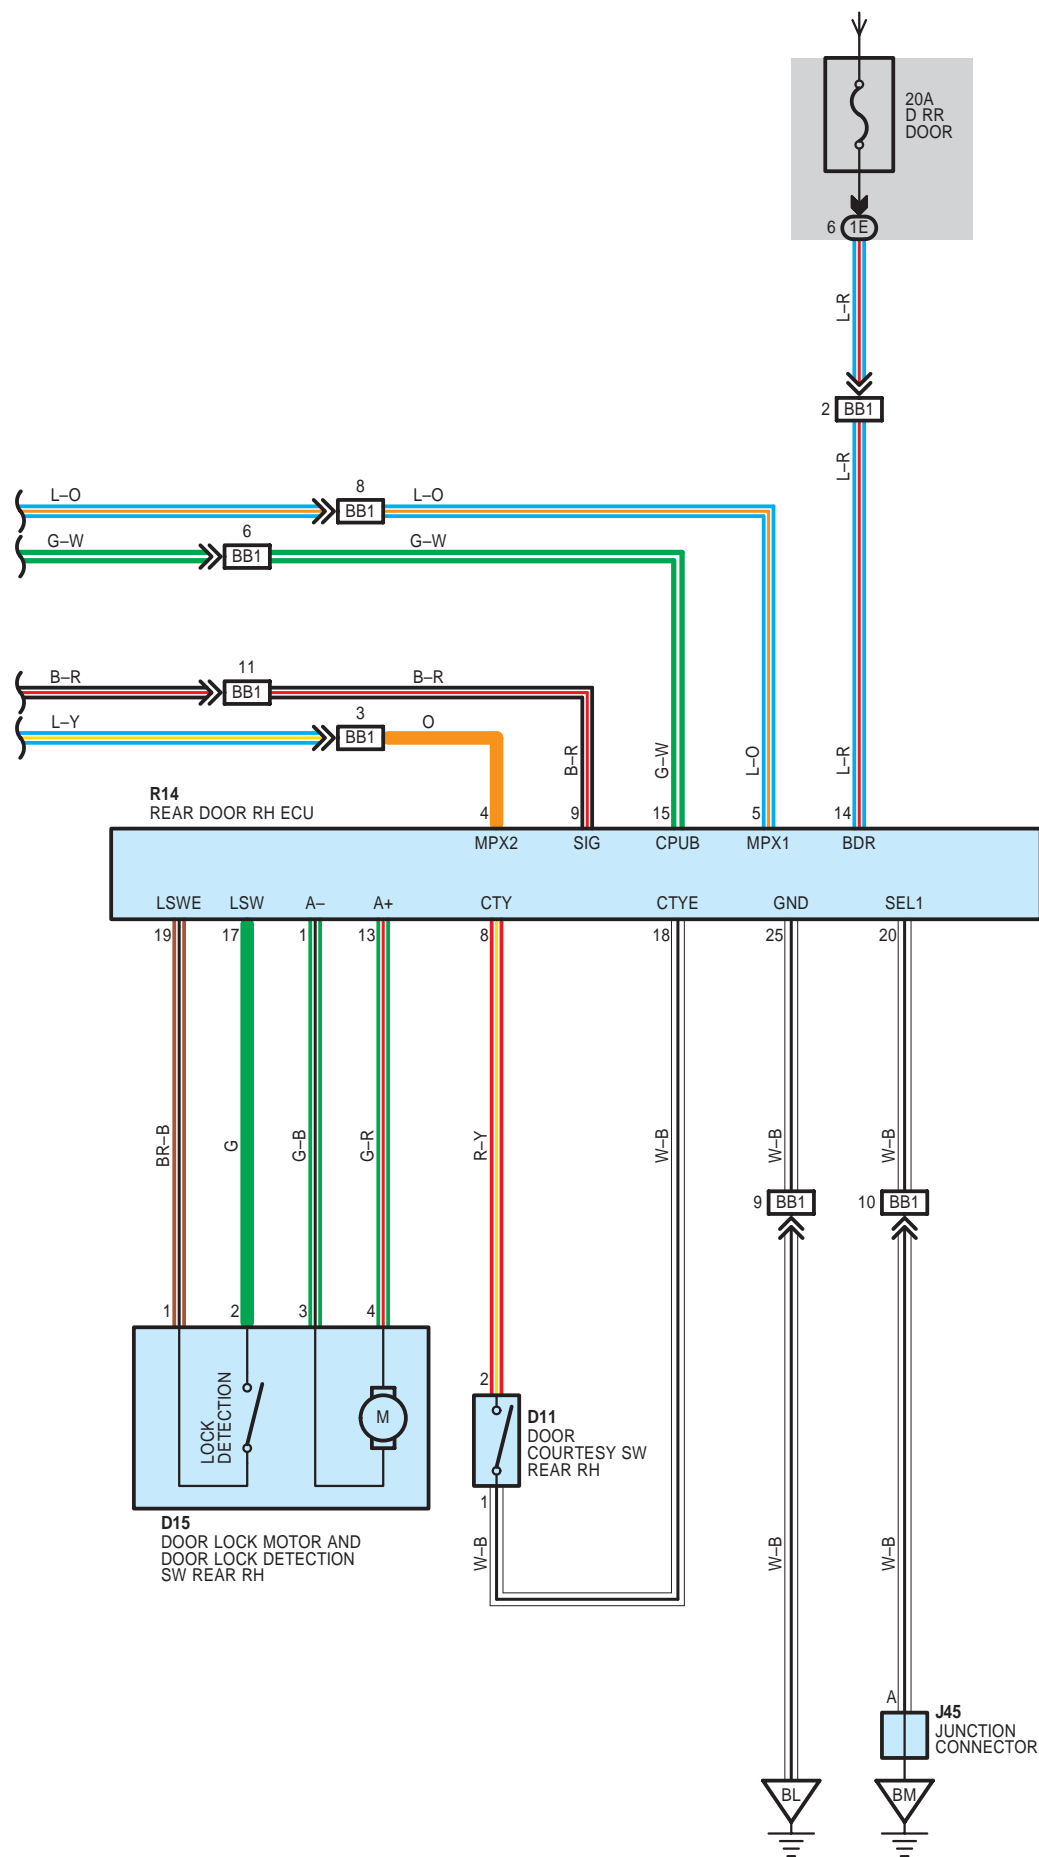 20A
D RR
DOOR
6 1E
L–R
2 BB1
L–R
L–O
8
BB1
L–O
G–W
6
BB1
G–W
B–R
11
BB1
B–R
L–Y
3
BB1
O
B–R
G–W
L–O
L–R
R14
REAR DOOR RH ECU
4 9 15 5 14
MPX2 SIG CPUB MPX1 BDR
LSWE LSW A– A+ CTY CTYE GND SEL1
19 17 1 13 8 18 25 20
BR–B
G
G–B
G–R
R–Y
W–B
W–B
W–B
9 BB1
10 BB1
1 2 3 4
LOCK
DETECTION
M
D15
DOOR LOCK MOTOR AND
DOOR LOCK DETECTION
SW REAR RH
2
D11
DOOR
COURTESY SW
REAR RH
1
W–B
W–B
W–B
A
J45
JUNCTION
CONNECTOR
BL
BM